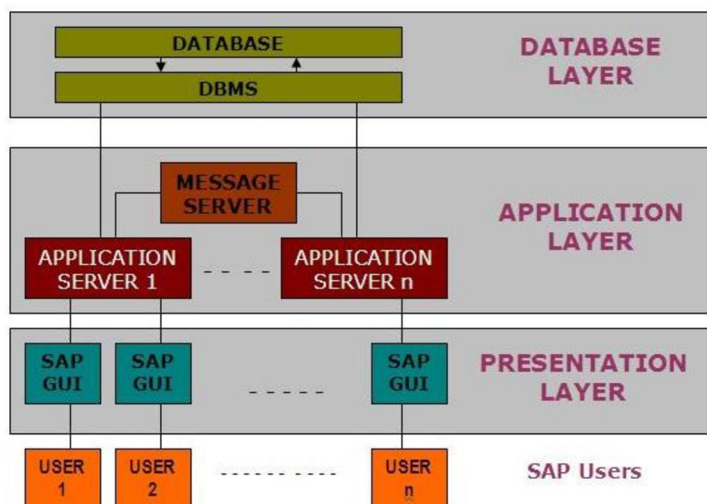 DATABASE
DBMS
DATABASE
LAYER
MESSAGE
SERVER
APPLICATION
SERVER 1
APPLICATION
SERVER n
APPLICATION
LAYER
SAP
GUI
SAP
GUI
SAP
GUI
PRESENTATION
LAYER
USER
1
USER
2
USER
n
SAP Users